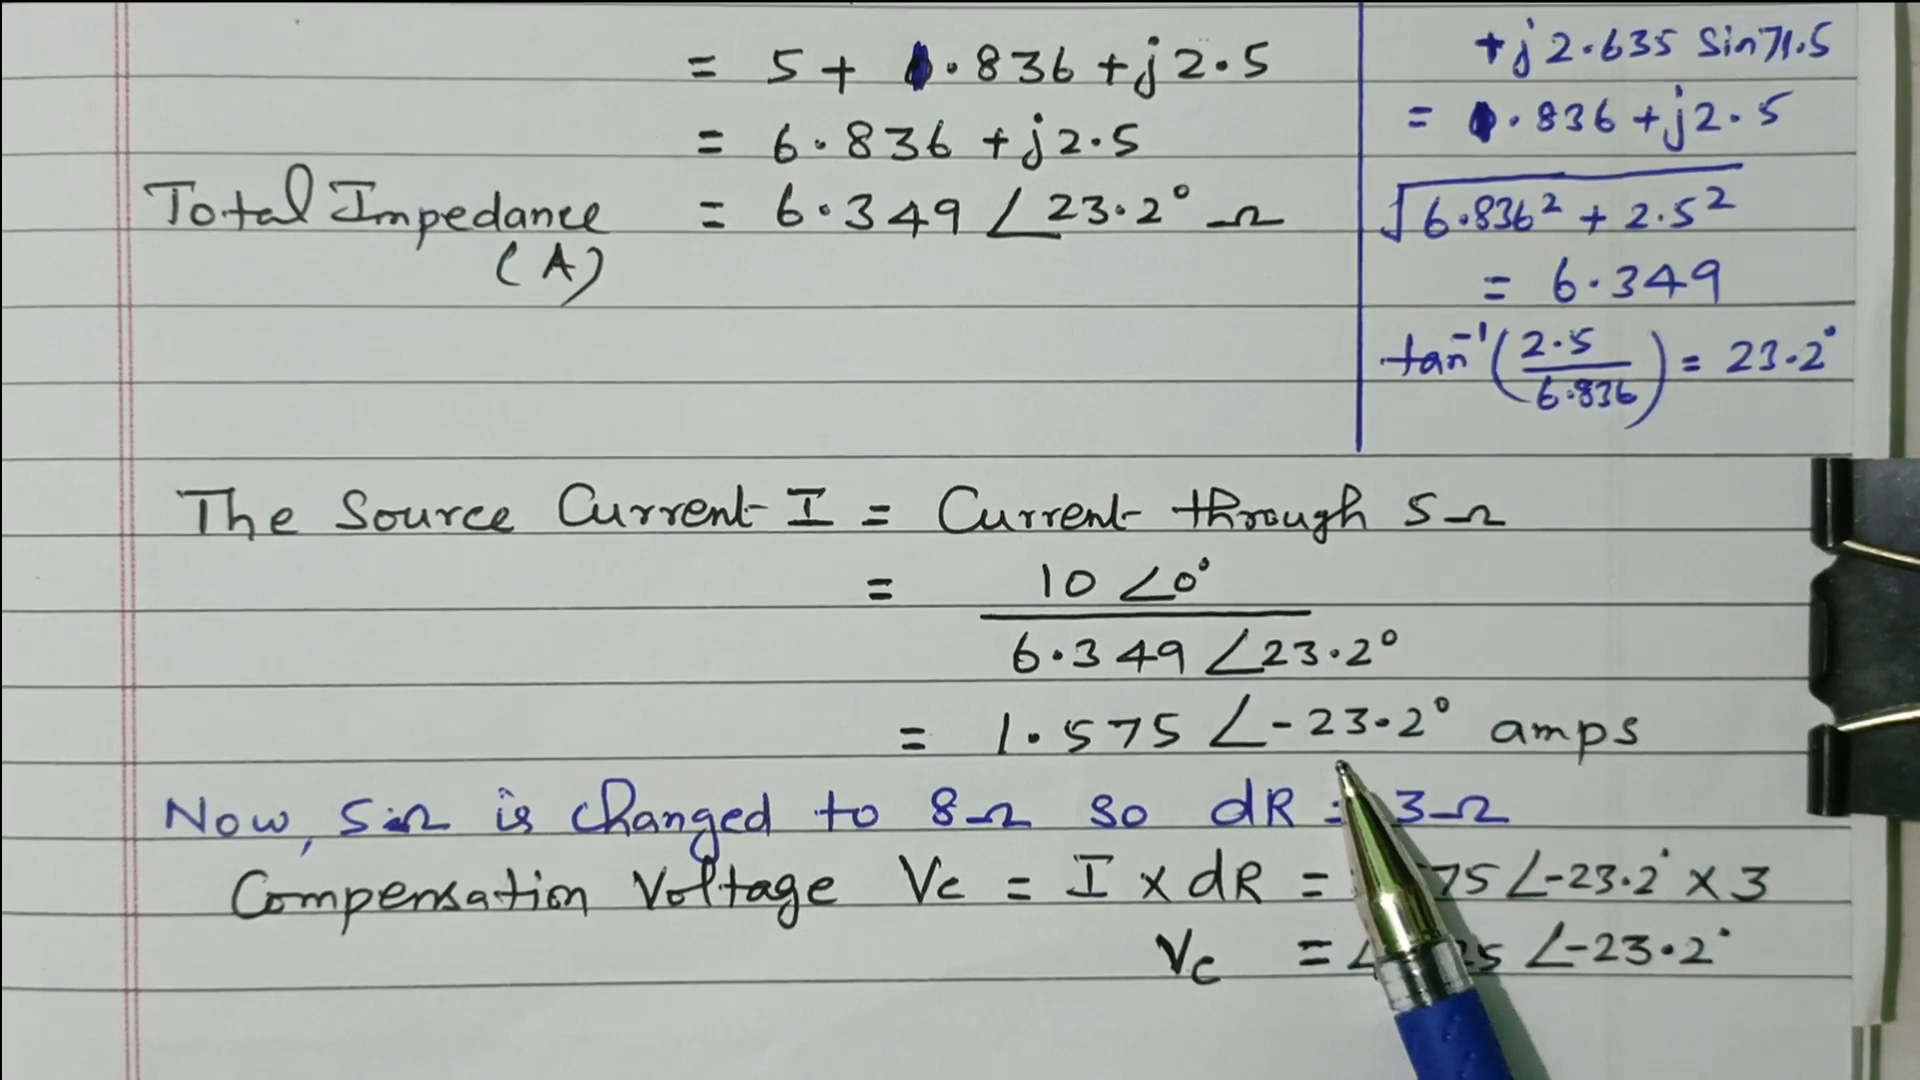 = 5 + .836 + j2.5
= 6.836 + j2.5
Total Impedance = 6.349 ∠23.2° Ω
(A)
+j2.635 Sin71.5
= .836 + j2.5
√6.836² + 2.5²
= 6.349
tan⁻¹(2.5/6.836) = 23.2°
The Source Current I = Current through 5Ω
= 10 ∠0°
6.349 ∠23.2°
= 1.575 ∠-23.2° amps
Now, 5Ω is changed to 8Ω so dR = 3Ω
Compensation Voltage Vc = I x dR = 75 ∠-23.2° x 3
Vc = 25 ∠-23.2°